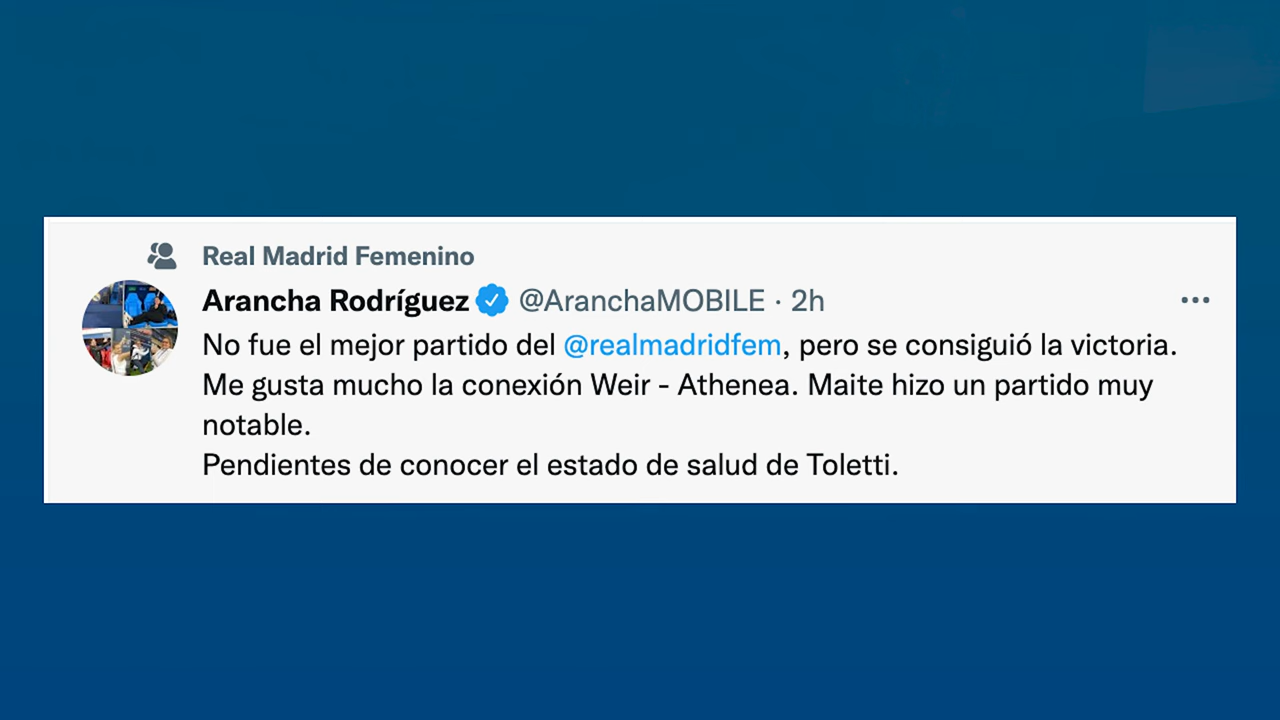 Real Madrid Femenino
Arancha Rodríguez @AranchaMOBILE · 2h
No fue el mejor partido del @realmadridfem, pero se consiguió la victoria.
Me gusta mucho la conexión Weir - Athenea. Maite hizo un partido muy
notable.
Pendientes de conocer el estado de salud de Toletti.